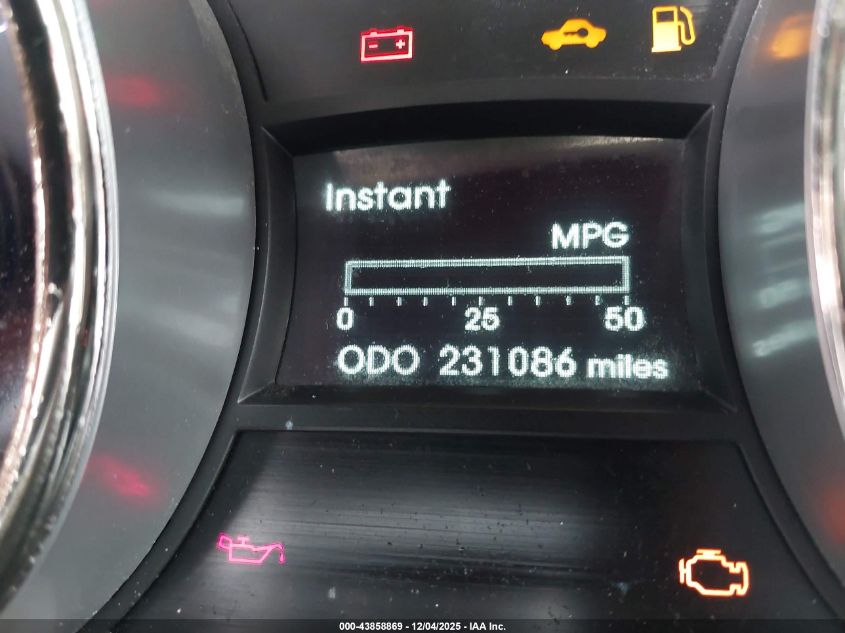 Instant
MPG
0 25 50
ODO 231086 miles
000-43858869 - 12/04/2025 - IAA Inc.